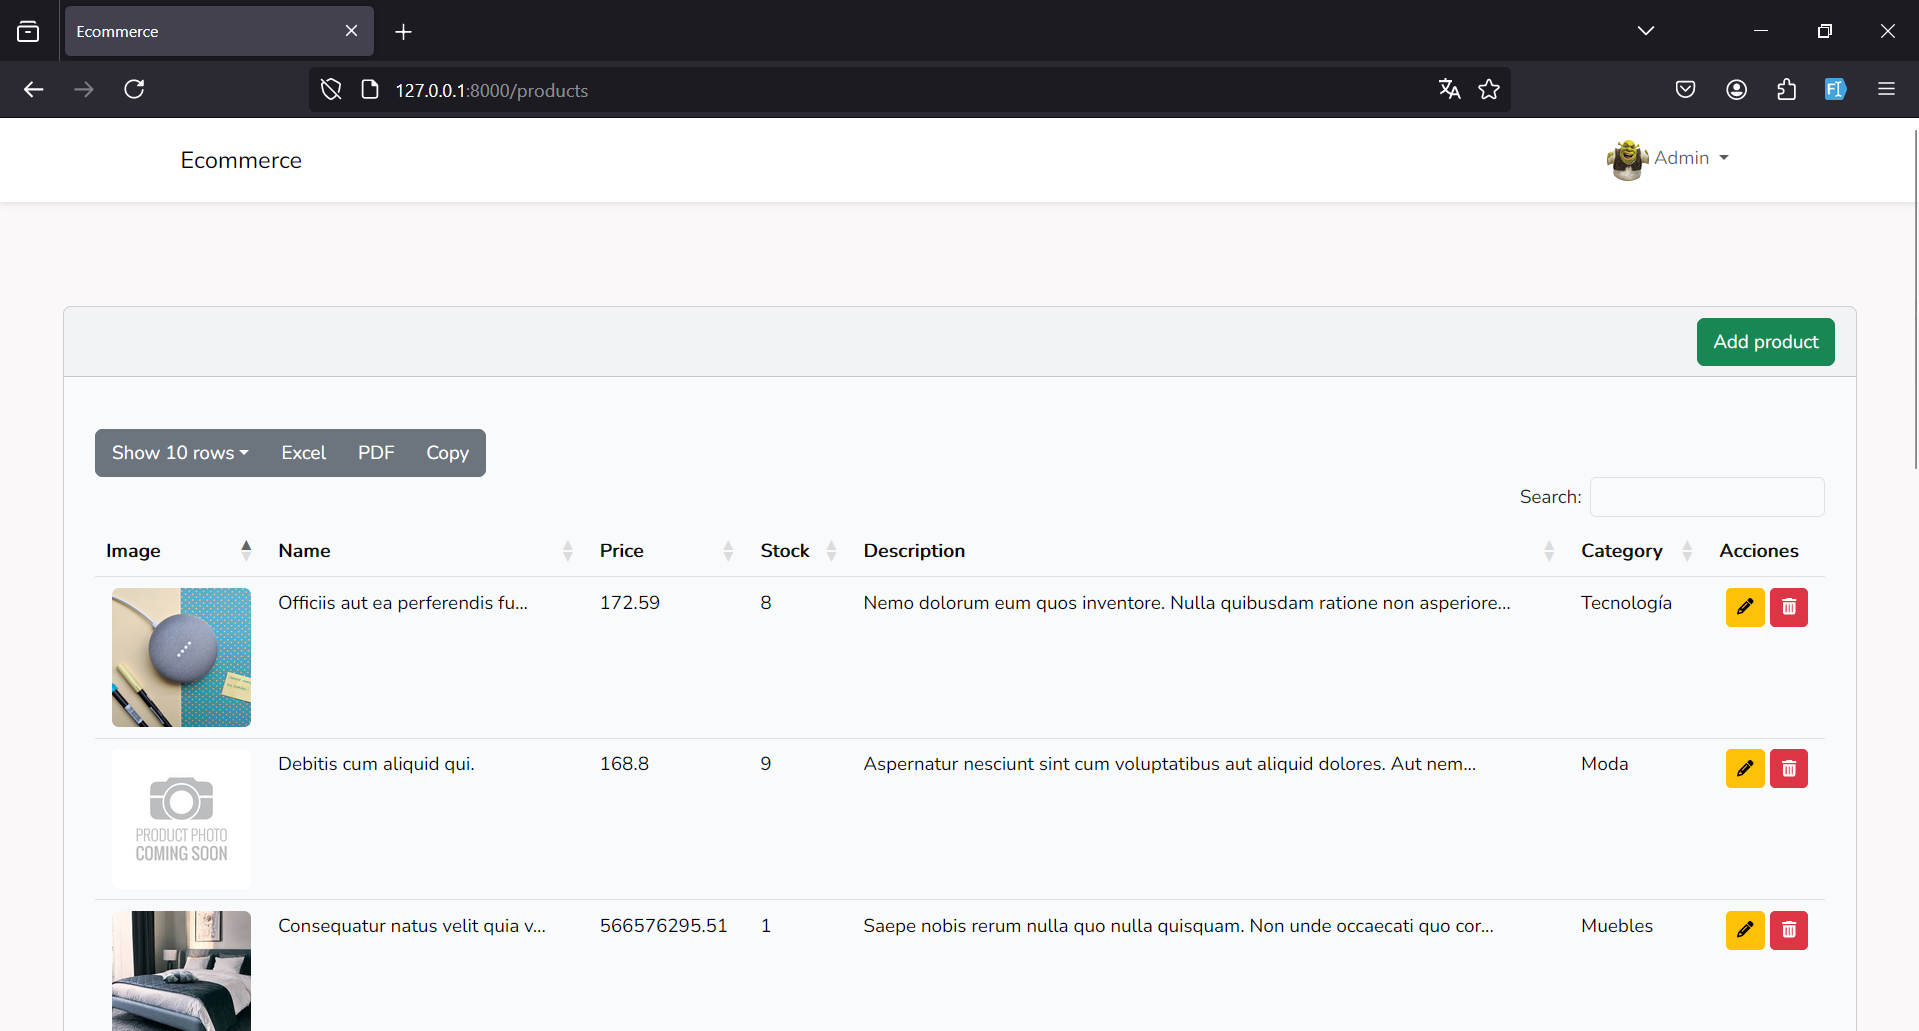 Ecommerce
127.0.0.1:8000/products
Ecommerce
Admin
Add product
Show 10 rows Excel PDF Copy
Search:
Image Name Price Stock Description Category Acciones
Officiis aut ea perferendis fu... 172.59 8 Nemo dolorum eum quos inventore. Nulla quibusdam ratione non asperiore... Tecnología
Debitis cum aliquid qui. 168.8 9 Aspernatur nesciunt sint cum voluptatibus aut aliquid dolores. Aut nem... Moda
PRODUCT PHOTO
COMING SOON
Consequatur natus velit quia v... 566576295.51 1 Saepe nobis rerum nulla quo nulla quisquam. Non unde occaecati quo cor... Muebles